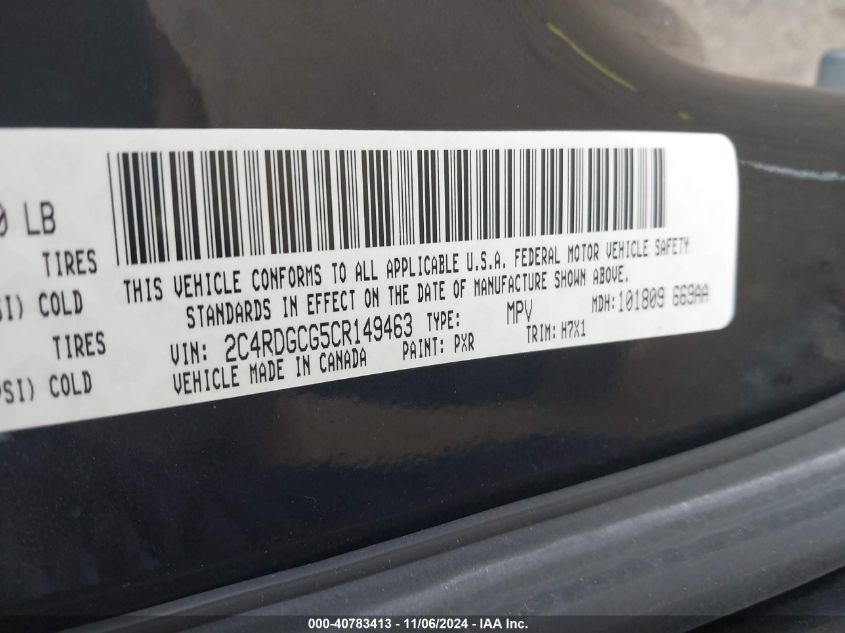 0 LB
TIRES
SI) COLD
TIRES
PSI) COLD
THIS VEHICLE CONFORMS TO ALL APPLICABLE U.S.A. FEDERAL MOTOR VEHICLE SAFETY
STANDARDS IN EFFECT ON THE DATE OF MANUFACTURE SHOWN ABOVE.
VIN: 2C4RDGCG5CR149463 TYPE: MPV MDH:101809 669AA
VEHICLE MADE IN CANADA PAINT: PXR TRIM: H7X1
000-40783413 - 11/06/2024 - IAA Inc.